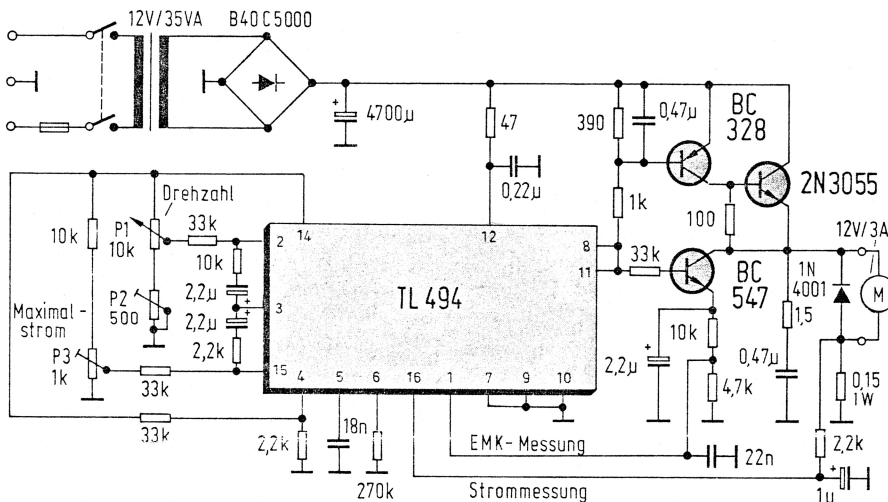 12V/35VA
B40C5000
4700µ
47
0,22µ
390
0,47µ
BC
328
2N3055
1k
100
12V/3A
Drehzahl
10k
P1
10k
33k
2
14
12
8
11
33k
BC
547
1N
4001
M
10k
2,2µ
3
2,2µ
2,2k
TL 494
P2
500
Maximal-
strom
P3
1k
33k
15
4
5
6
16
1
7
9
10
2,2µ
10k
4,7k
1,5
0,47µ
0,15
1W
33k
2,2k
18n
270k
EMK-Messung
22n
2,2k
Strommessung
1µ